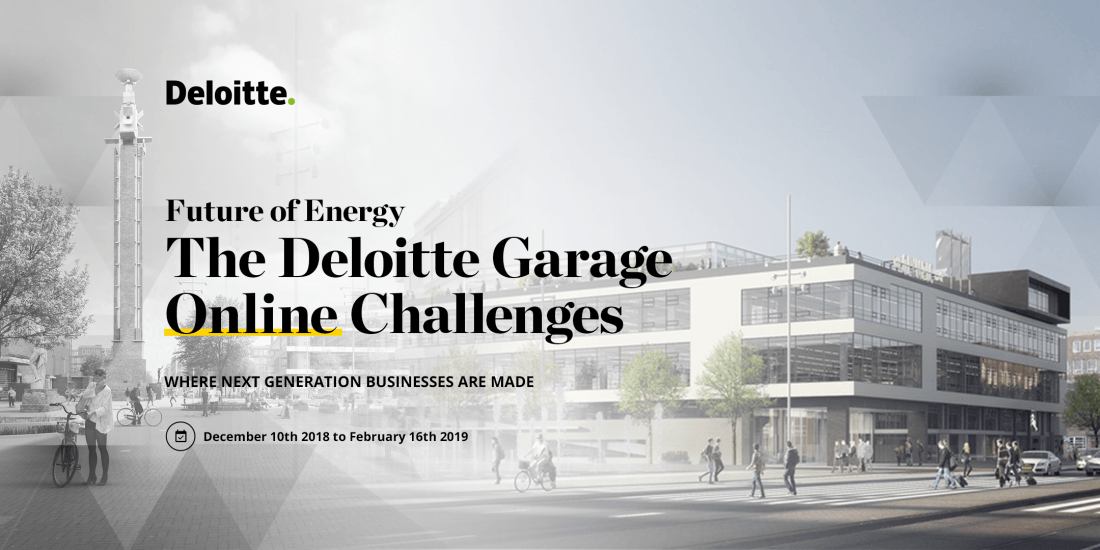 Deloitte.
Future of Energy
The Deloitte Garage
Online Challenges
WHERE NEXT GENERATION BUSINESSES ARE MADE
December 10th 2018 to February 16th 2019